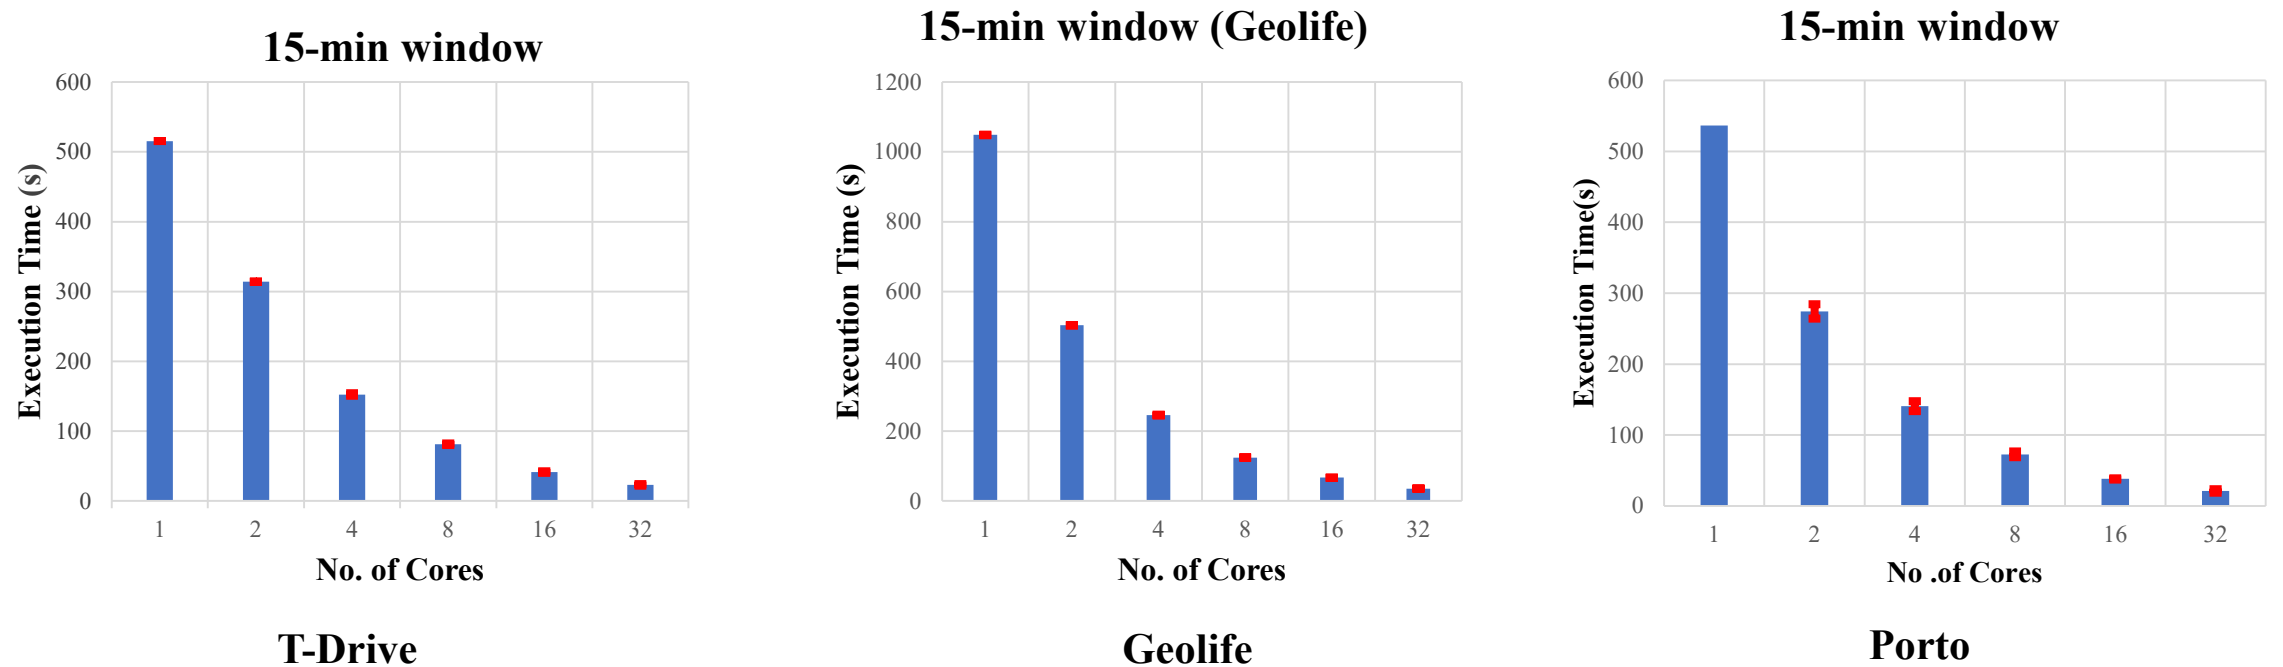 15-min window
600
500
400
300
200
100
0
Execution Time (s)
1 2 4 8 16 32
No. of Cores
T-Drive
15-min window (Geolife)
1200
1000
800
600
400
200
0
Execution Time (s)
1 2 4 8 16 32
No. of Cores
Geolife
15-min window
600
500
400
300
200
100
0
Execution Time(s)
1 2 4 8 16 32
No .of Cores
Porto